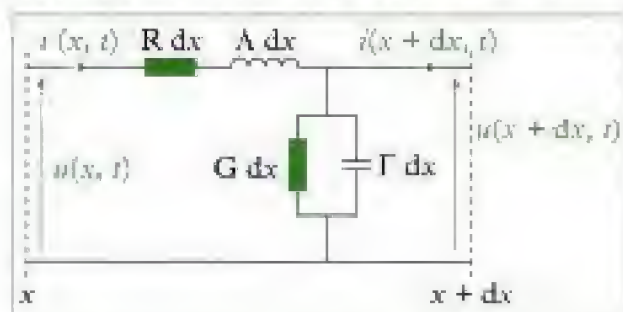 ı (x, t) R dx Λ dx i(x + dx, t)
u(x, t) G dx Γ dx u(x + dx, t)
x x + dx